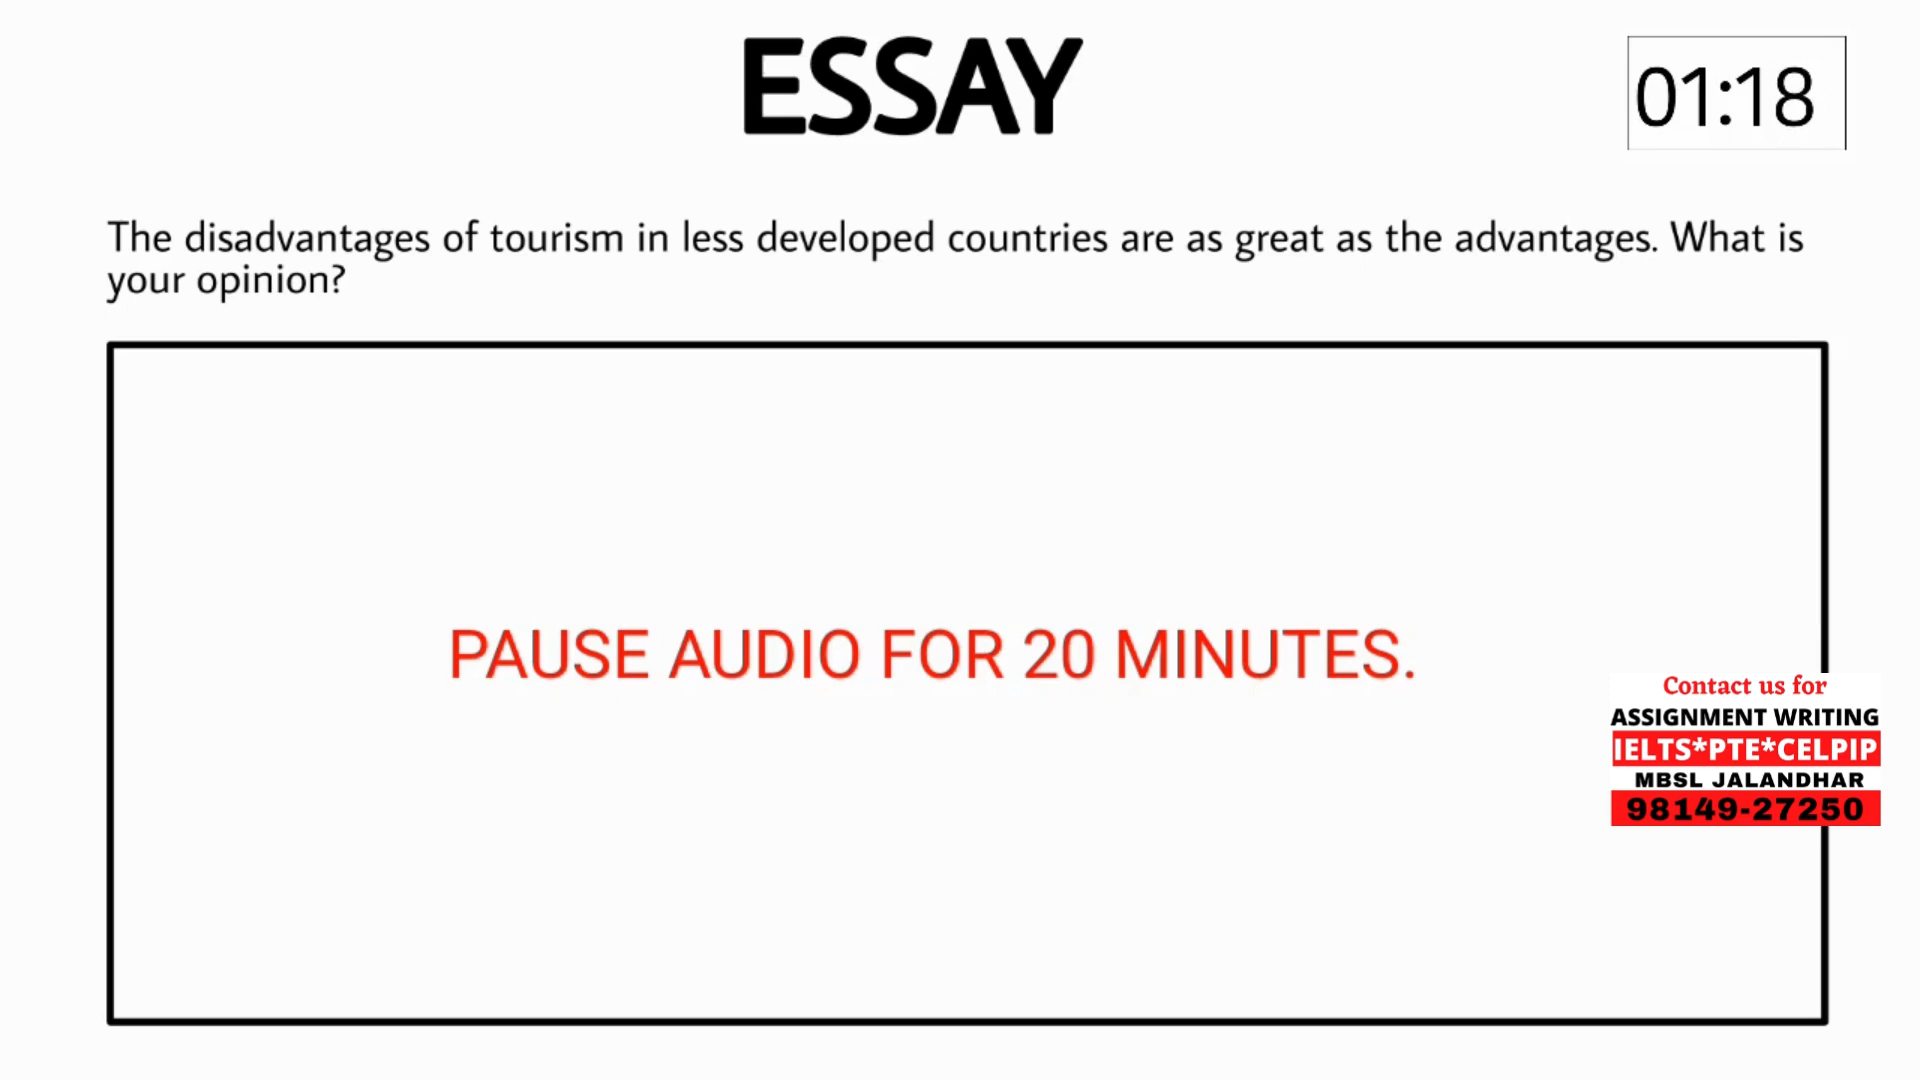 ESSAY
01:18
The disadvantages of tourism in less developed countries are as great as the advantages. What is
your opinion?
PAUSE AUDIO FOR 20 MINUTES.
Contact us for
ASSIGNMENT WRITING
IELTS*PTE*CELPIP
MBSL JALANDHAR
98149-27250